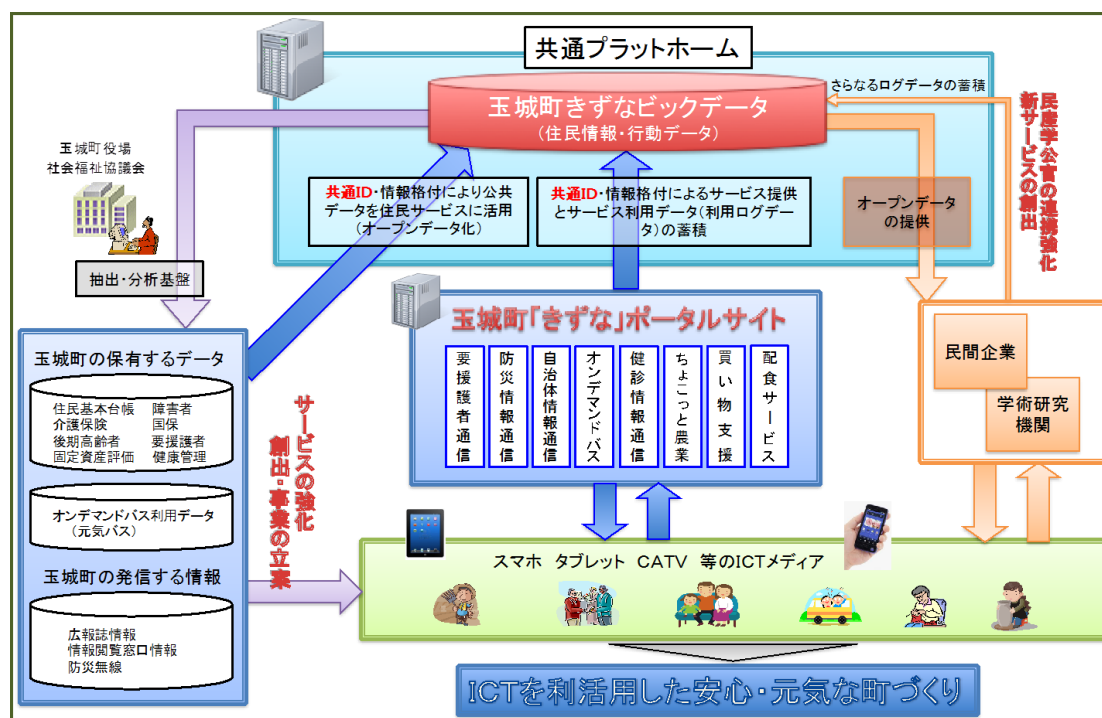 共通プラットホーム
玉城町きずなビックデータ
(住民情報・行動データ)
さらなるログデータの蓄積
民産学公官の連携強化
新サービスの創出
玉城町役場
社会福祉協議会
共通ID・情報格付により公共
データを住民サービスに活用
(オープンデータ化)
共通ID・情報格付によるサービス提供
とサービス利用データ(利用ログデー
タ)の蓄積
オープンデータ
の提供
抽出・分析基盤
玉城町「きずな」ポータルサイト
要援護者通信
防災情報通信
自治体情報通信
オンデマンドバス
健診情報通信
ちょこっと農業
買い物支援
配食サービス
民間企業
学術研究
機関
玉城町の保有するデータ
住民基本台帳 障害者
介護保険 国保
後期高齢者 要援護者
固定資産評価 健康管理
オンデマンドバス利用データ
(元気バス)
玉城町の発信する情報
広報誌情報
情報閲覧窓口情報
防災無線
サービスの強化
創出・事業の立案
スマホ タブレット CATV 等のICTメディア
ICTを利活用した安心・元気な町づくり